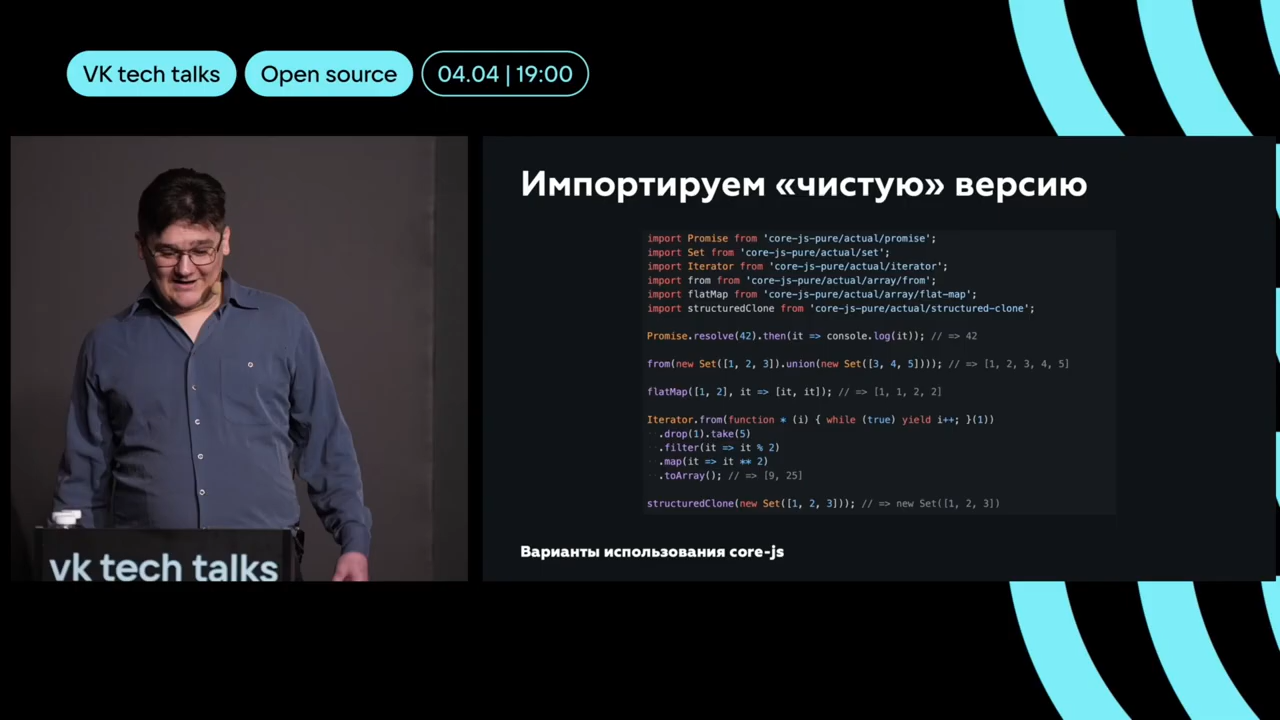 VK tech talks
Open source
04.04 | 19:00
Импортируем «чистую» версию
import Promise from 'core-js-pure/actual/promise';
import Set from 'core-js-pure/actual/set';
import Iterator from 'core-js-pure/actual/iterator';
import from from 'core-js-pure/actual/array/from';
import flatMap from 'core-js-pure/actual/array/flat-map';
import structuredClone from 'core-js-pure/actual/structured-clone';
Promise.resolve(42).then(it => console.log(it)); // => 42
from(new Set([1, 2, 3]).union(new Set([3, 4, 5]))); // => [1, 2, 3, 4, 5]
flatMap([1, 2], it => [it, it]); // => [1, 1, 2, 2]
Iterator.from(function * (i) { while (true) yield i++; }(1))
.drop(1).take(5)
.filter(it => it % 2)
.map(it => it ** 2)
.toArray(); // => [9, 25]
structuredClone(new Set([1, 2, 3])); // => new Set([1, 2, 3])
Варианты использования core-js
vk tech talks